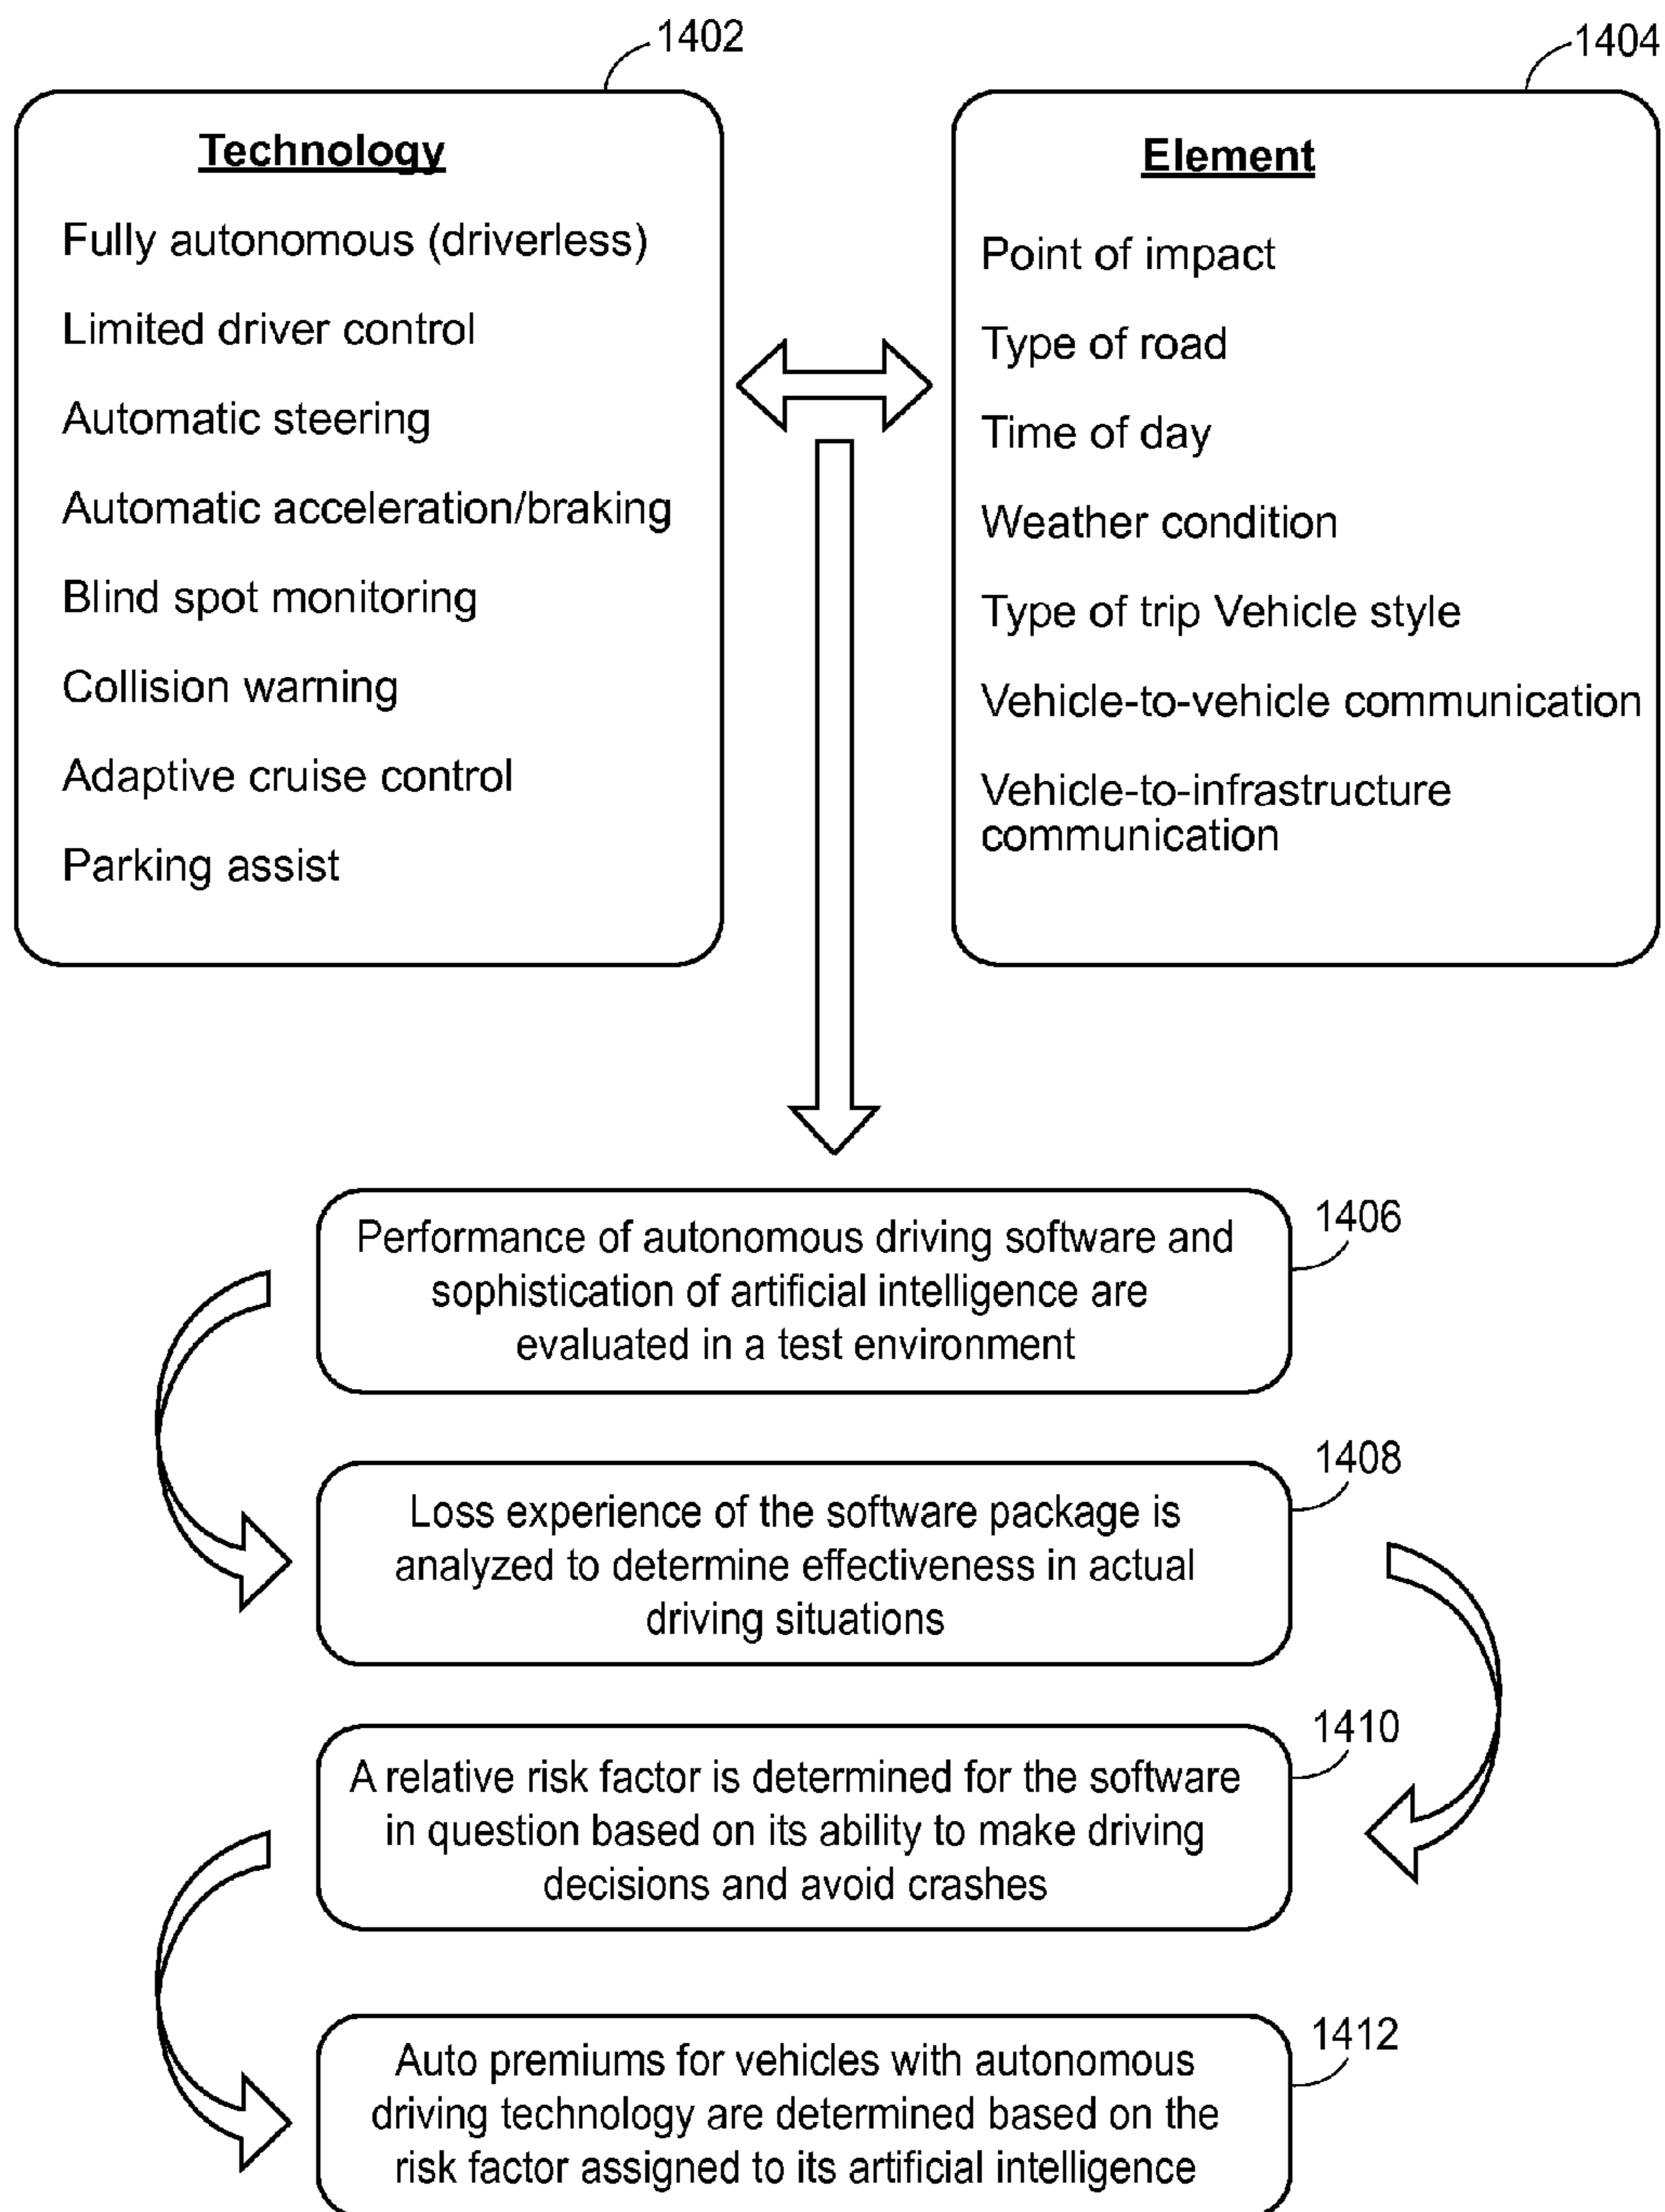 1402
Technology
Fully autonomous (driverless)
Limited driver control
Automatic steering
Automatic acceleration/braking
Blind spot monitoring
Collision warning
Adaptive cruise control
Parking assist
1404
Element
Point of impact
Type of road
Time of day
Weather condition
Type of trip Vehicle style
Vehicle-to-vehicle communication
Vehicle-to-infrastructure
communication
1406
Performance of autonomous driving software and
sophistication of artificial intelligence are
evaluated in a test environment
1408
Loss experience of the software package is
analyzed to determine effectiveness in actual
driving situations
1410
A relative risk factor is determined for the software
in question based on its ability to make driving
decisions and avoid crashes
1412
Auto premiums for vehicles with autonomous
driving technology are determined based on the
risk factor assigned to its artificial intelligence